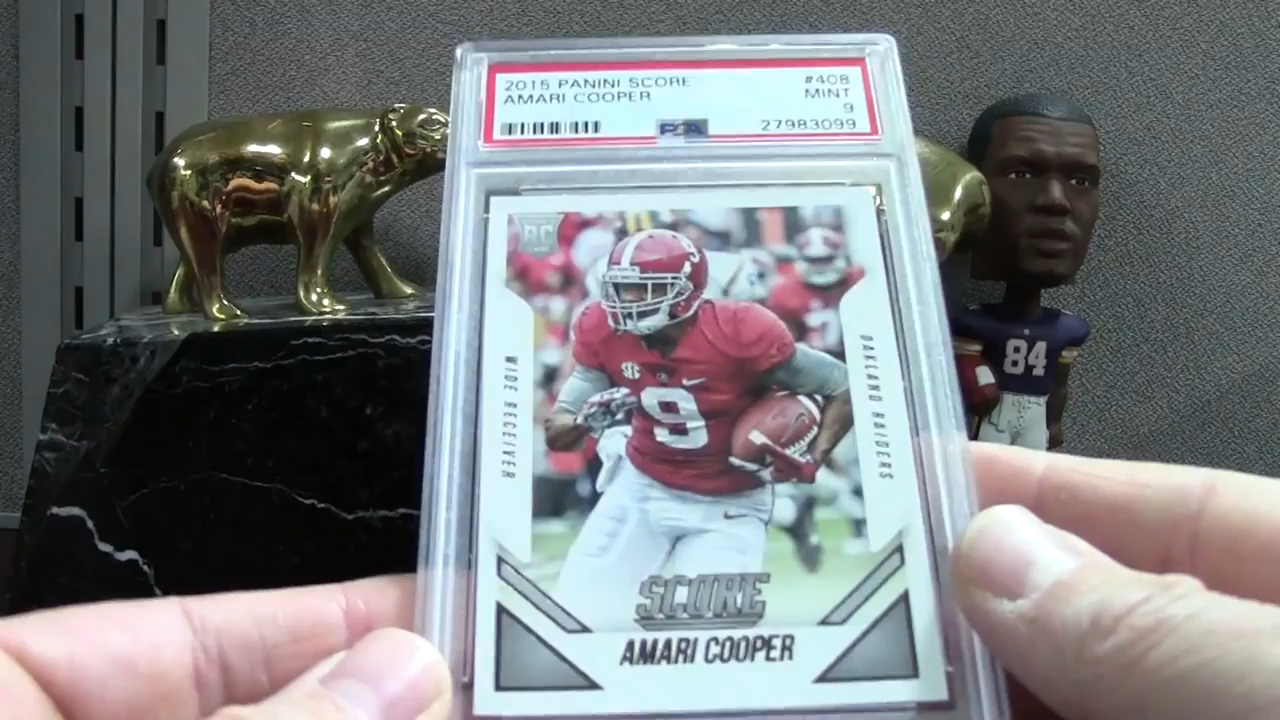 2015 PANINI SCORE #408
AMARI COOPER MINT
9
PSA 27983099
RC
9
9
SEC
WIDE RECEIVER
OAKLAND RAIDERS
SCORE
AMARI COOPER
84